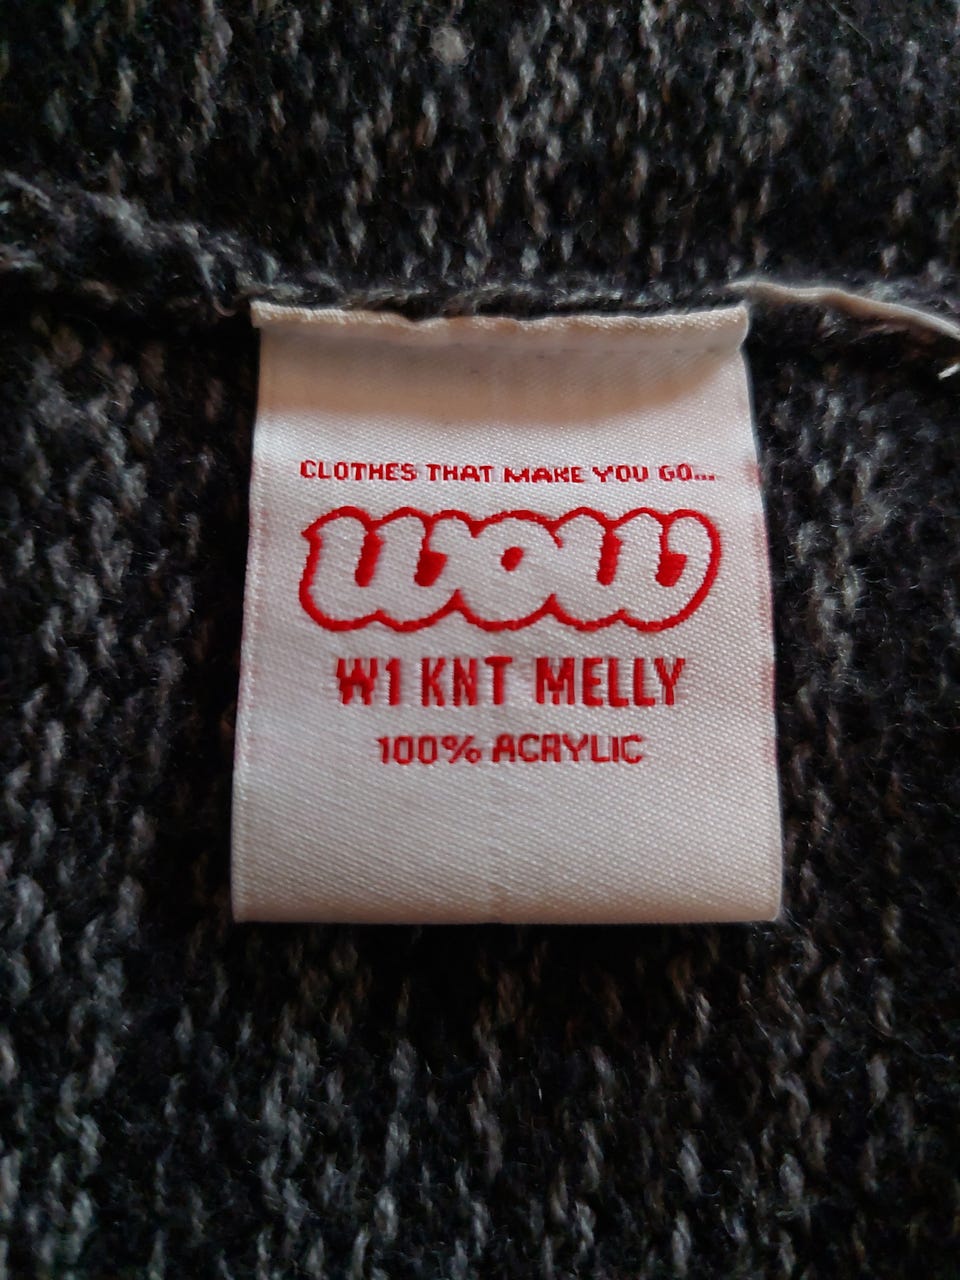 CLOTHES THAT MAKE YOU GO...
WOW
W1 KNT MELLY
100% ACRYLIC